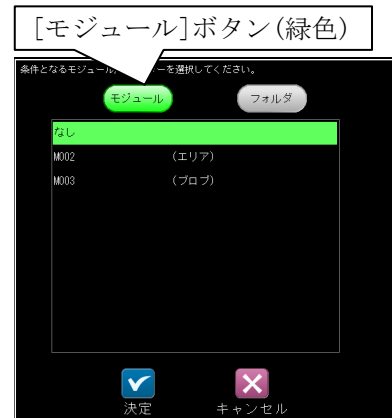 [モジュール]ボタン(緑色)
条件となるモジュール ーを選択してください。
モジュール フォルダ
なし
M002 (エリア)
M003 (ブロブ)
決定 キャンセル